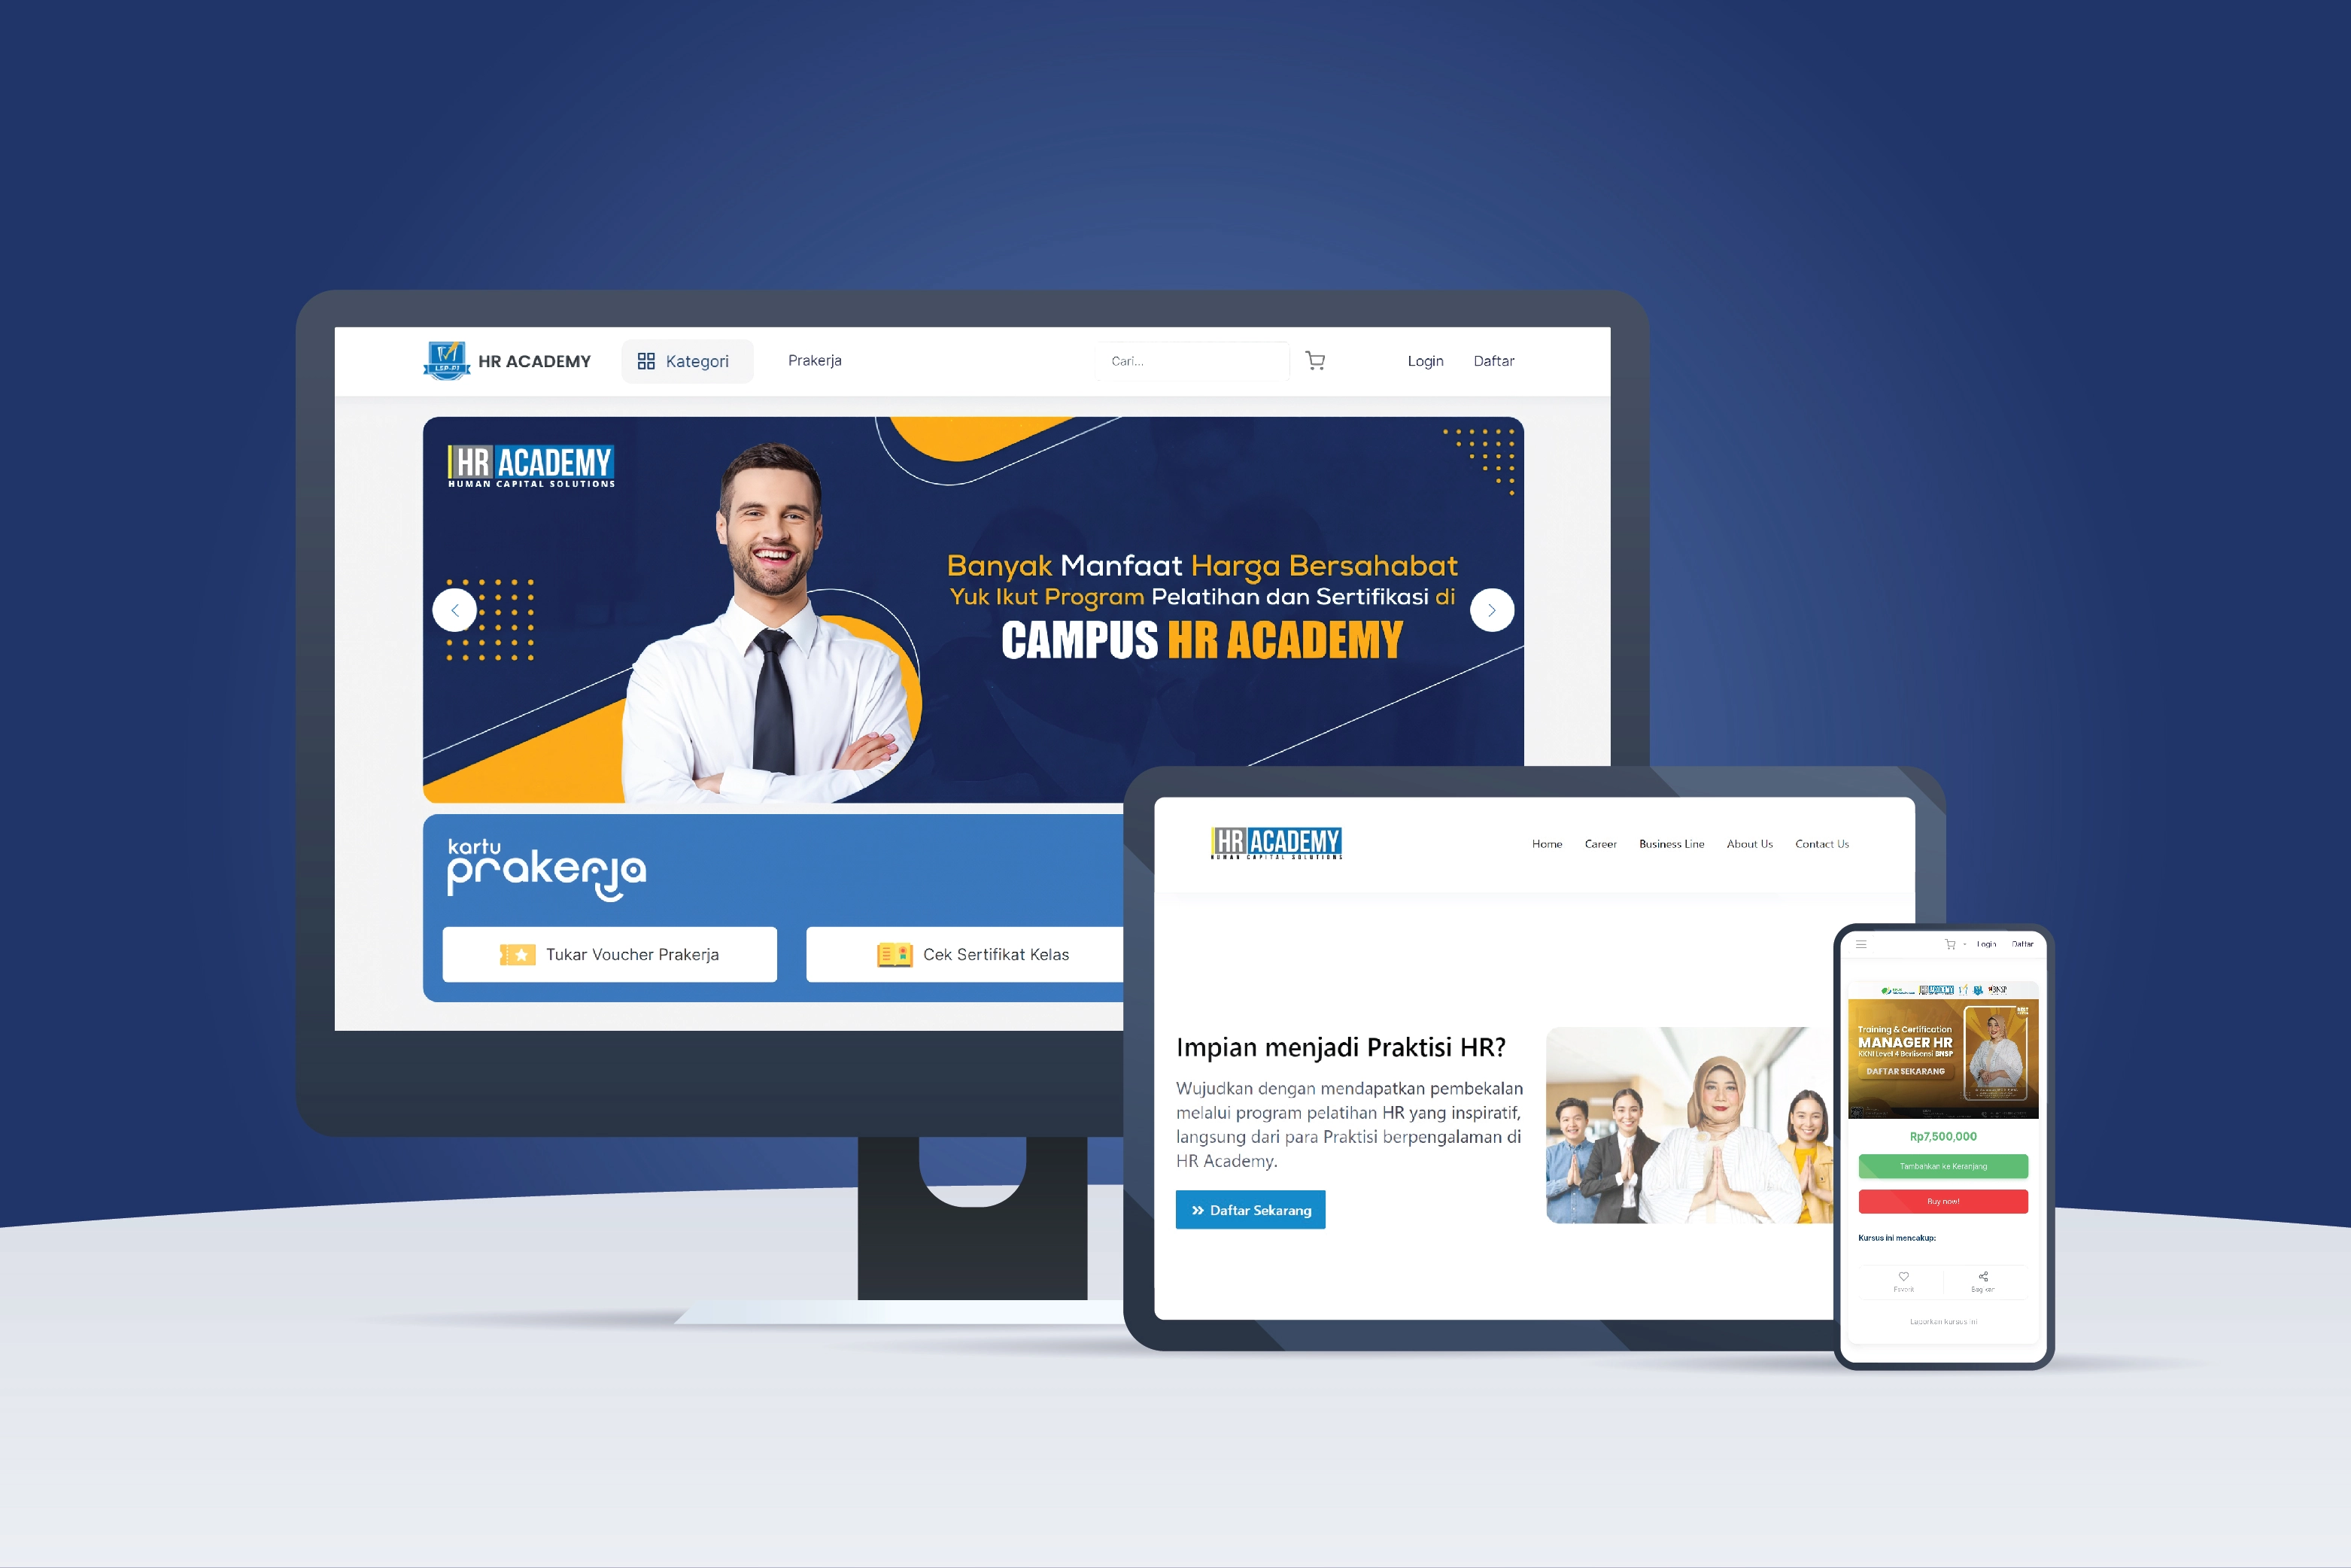 LSP-P1
HR ACADEMY
Kategori
Prakerja
Cari...
Login
Daftar
HR ACADEMY
HUMAN CAPITAL SOLUTIONS
Banyak Manfaat Harga Bersahabat
Yuk Ikut Program Pelatihan dan Sertifikasi di
CAMPUS HR ACADEMY
kartu
prakerja
Tukar Voucher Prakerja
Cek Sertifikat Kelas
HR ACADEMY
HUMAN CAPITAL SOLUTIONS
Home
Career
Business Line
About Us
Contact Us
Impian menjadi Praktisi HR?
Wujudkan dengan mendapatkan pembekalan
melalui program pelatihan HR yang inspiratif,
langsung dari para Praktisi berpengalaman di
HR Academy.
Daftar Sekarang
Login
Daftar
HR ACADEMY
BNSP
Training & Certification
MANAGER HR
KKNI Level 4 Berlisensi BNSP
DAFTAR SEKARANG
Rp7,500,000
Tambahkan ke Keranjang
Buy now!
Kursus ini mencakup:
Favorit
Bagikan
Laporkan kursus ini